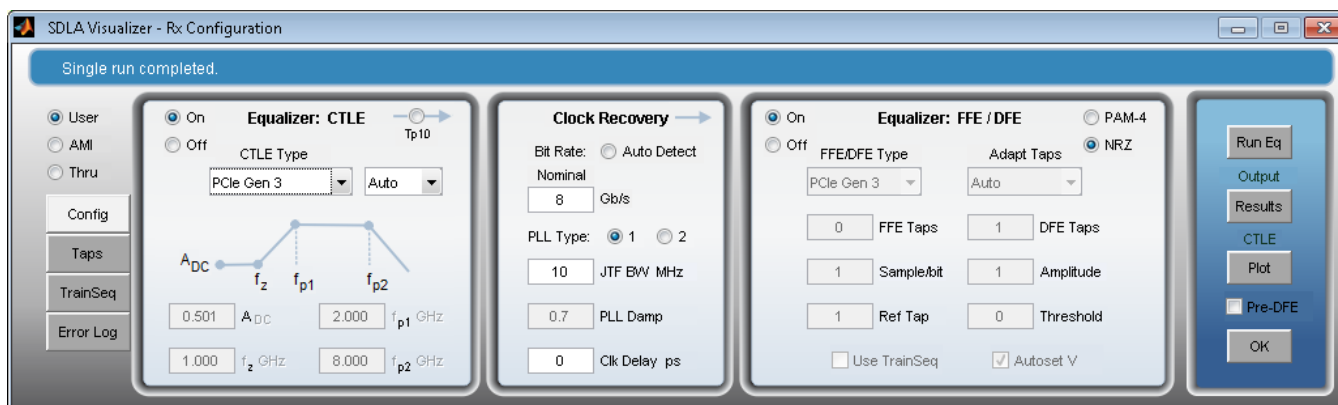 SDLA Visualizer - Rx Configuration
Single run completed.
User
AMI
Thru
Config
Taps
TrainSeq
Error Log
On
Off
Equalizer: CTLE
Tp10
CTLE Type
PCIe Gen 3
Auto
ADC
fz
fp1
fp2
0.501 ADC
2.000 fp1 GHz
1.000 fz GHz
8.000 fp2 GHz
Clock Recovery
Bit Rate: Auto Detect
Nominal
8 Gb/s
PLL Type: 1 2
10 JTF BW MHz
0.7 PLL Damp
0 Clk Delay ps
On
Off
Equalizer: FFE / DFE
PAM-4
NRZ
FFE/DFE Type
Adapt Taps
PCIe Gen 3
Auto
0 FFE Taps
1 DFE Taps
1 Sample/bit
1 Amplitude
1 Ref Tap
0 Threshold
Use TrainSeq
Autoset V
Run Eq
Output
Results
CTLE
Plot
Pre-DFE
OK